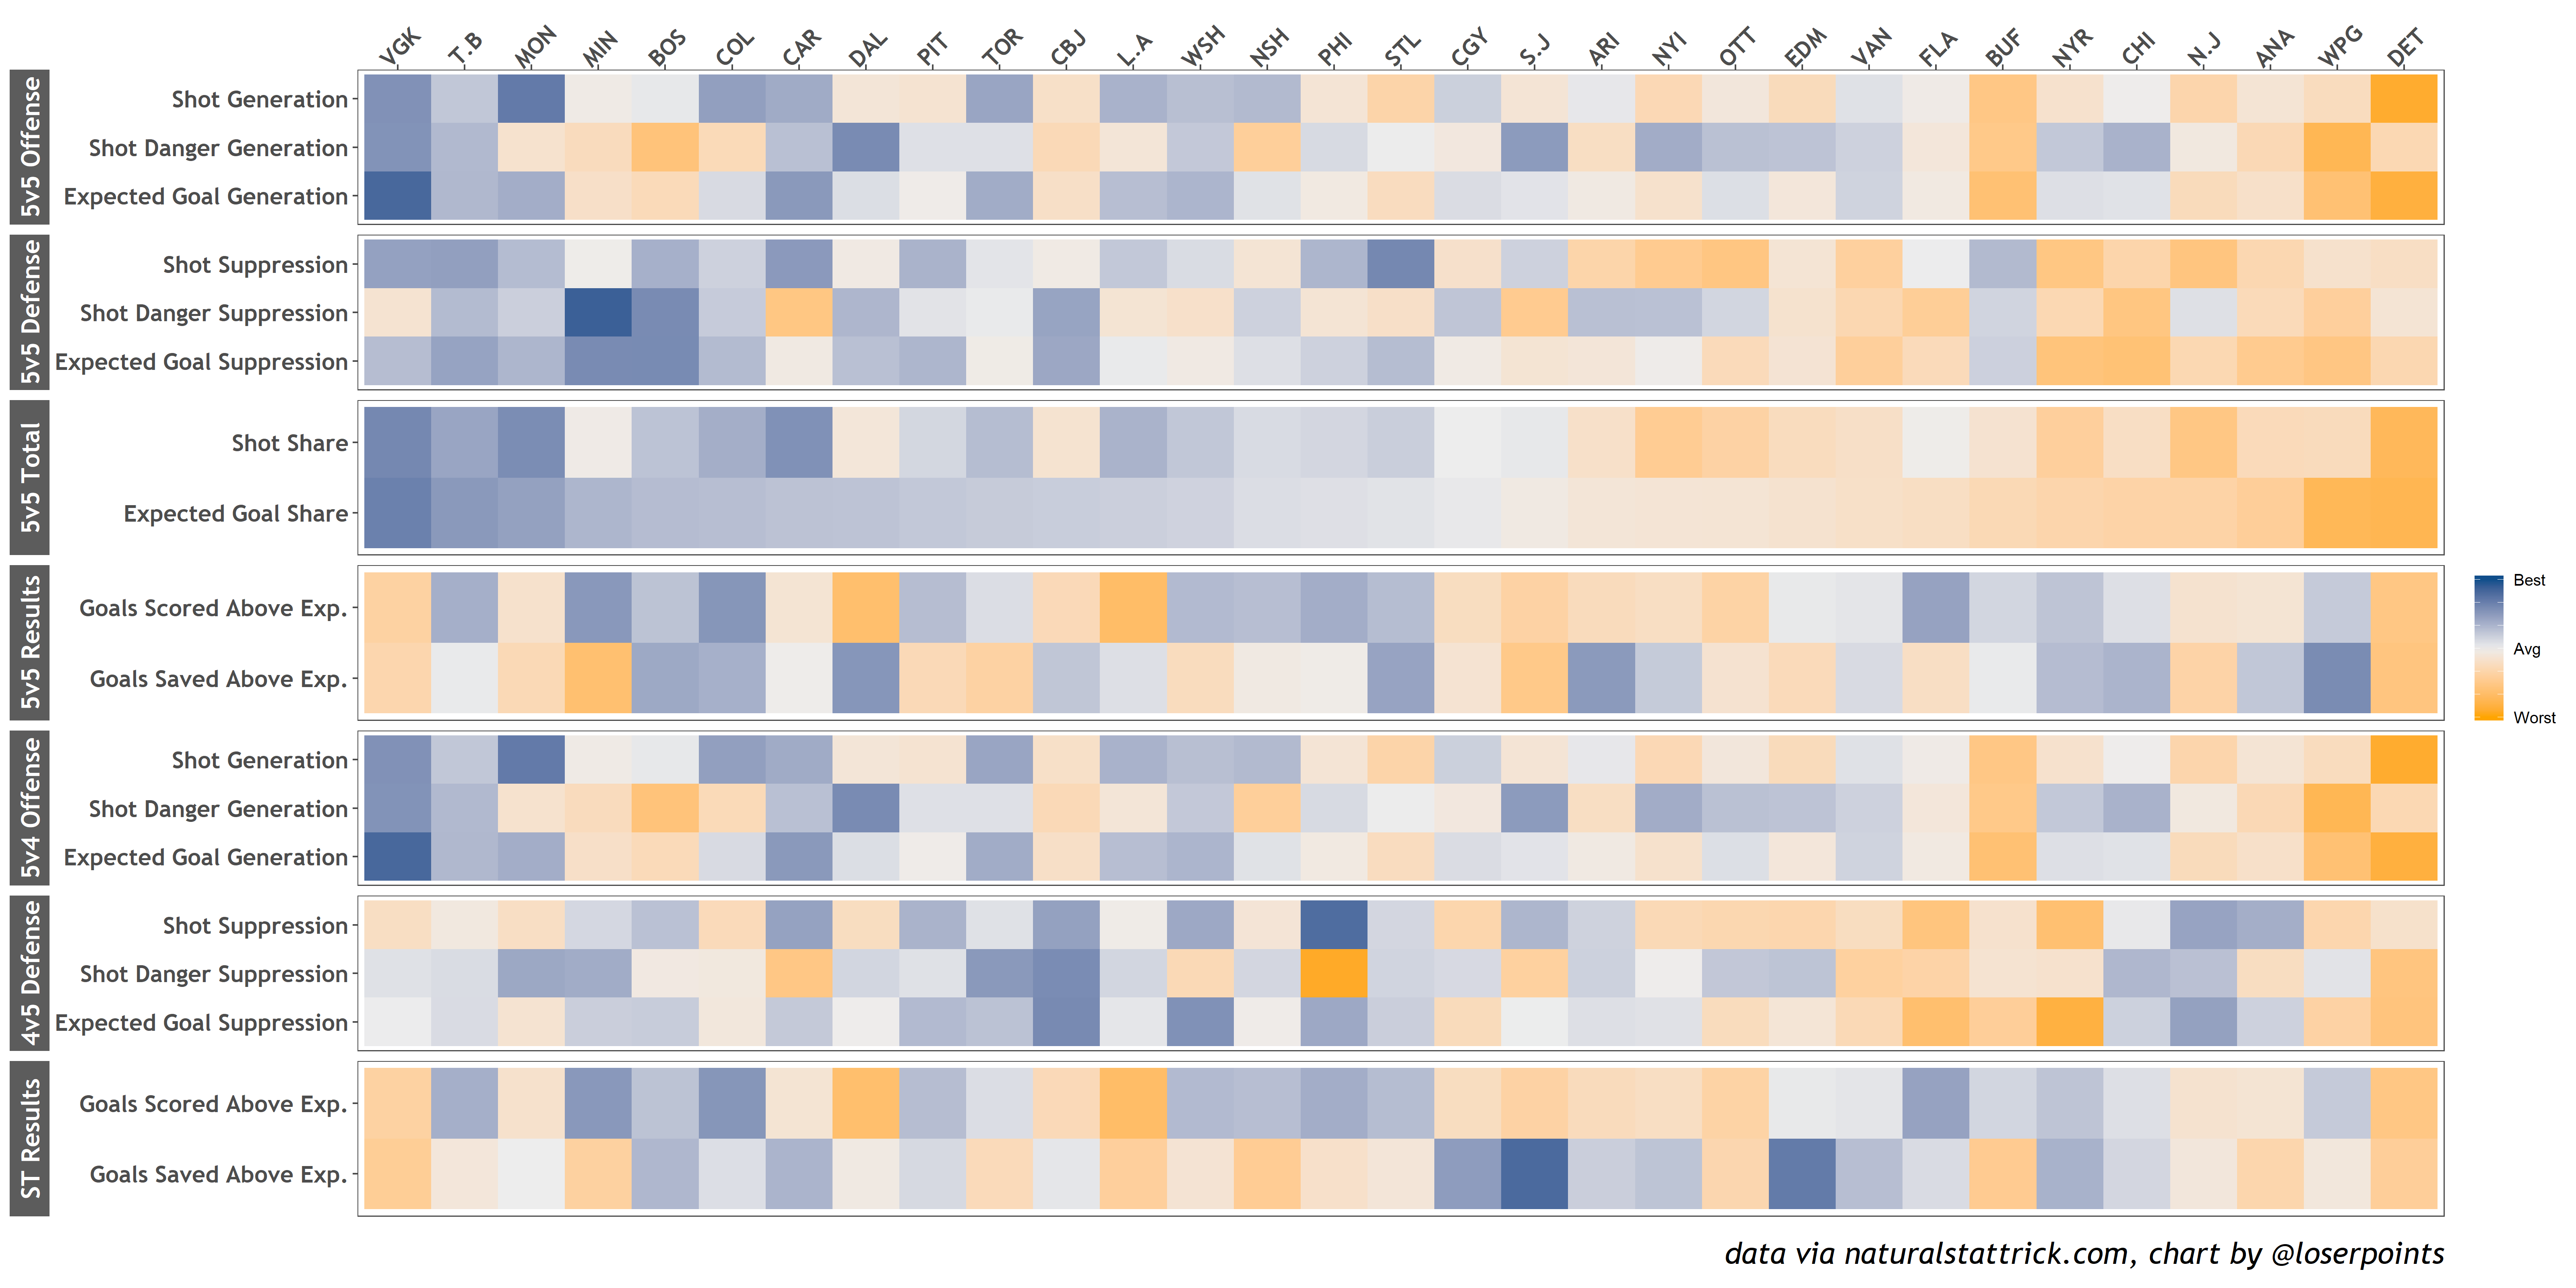 VGK T.B MON MIN BOS COL CAR DAL PIT TOR CBJ L.A WSH NSH PHI STL CGY S.J ARI NYI OTT EDM VAN FLA BUF NYR CHI N.J ANA WPG DET
5v5 Offense
Shot Generation
Shot Danger Generation
Expected Goal Generation
5v5 Defense
Shot Suppression
Shot Danger Suppression
Expected Goal Suppression
5v5 Total
Shot Share
Expected Goal Share
5v5 Results
Goals Scored Above Exp.
Goals Saved Above Exp.
Best
Avg
Worst
5v4 Offense
Shot Generation
Shot Danger Generation
Expected Goal Generation
4v5 Defense
Shot Suppression
Shot Danger Suppression
Expected Goal Suppression
ST Results
Goals Scored Above Exp.
Goals Saved Above Exp.
data via naturalstattrick.com, chart by @loserpoints